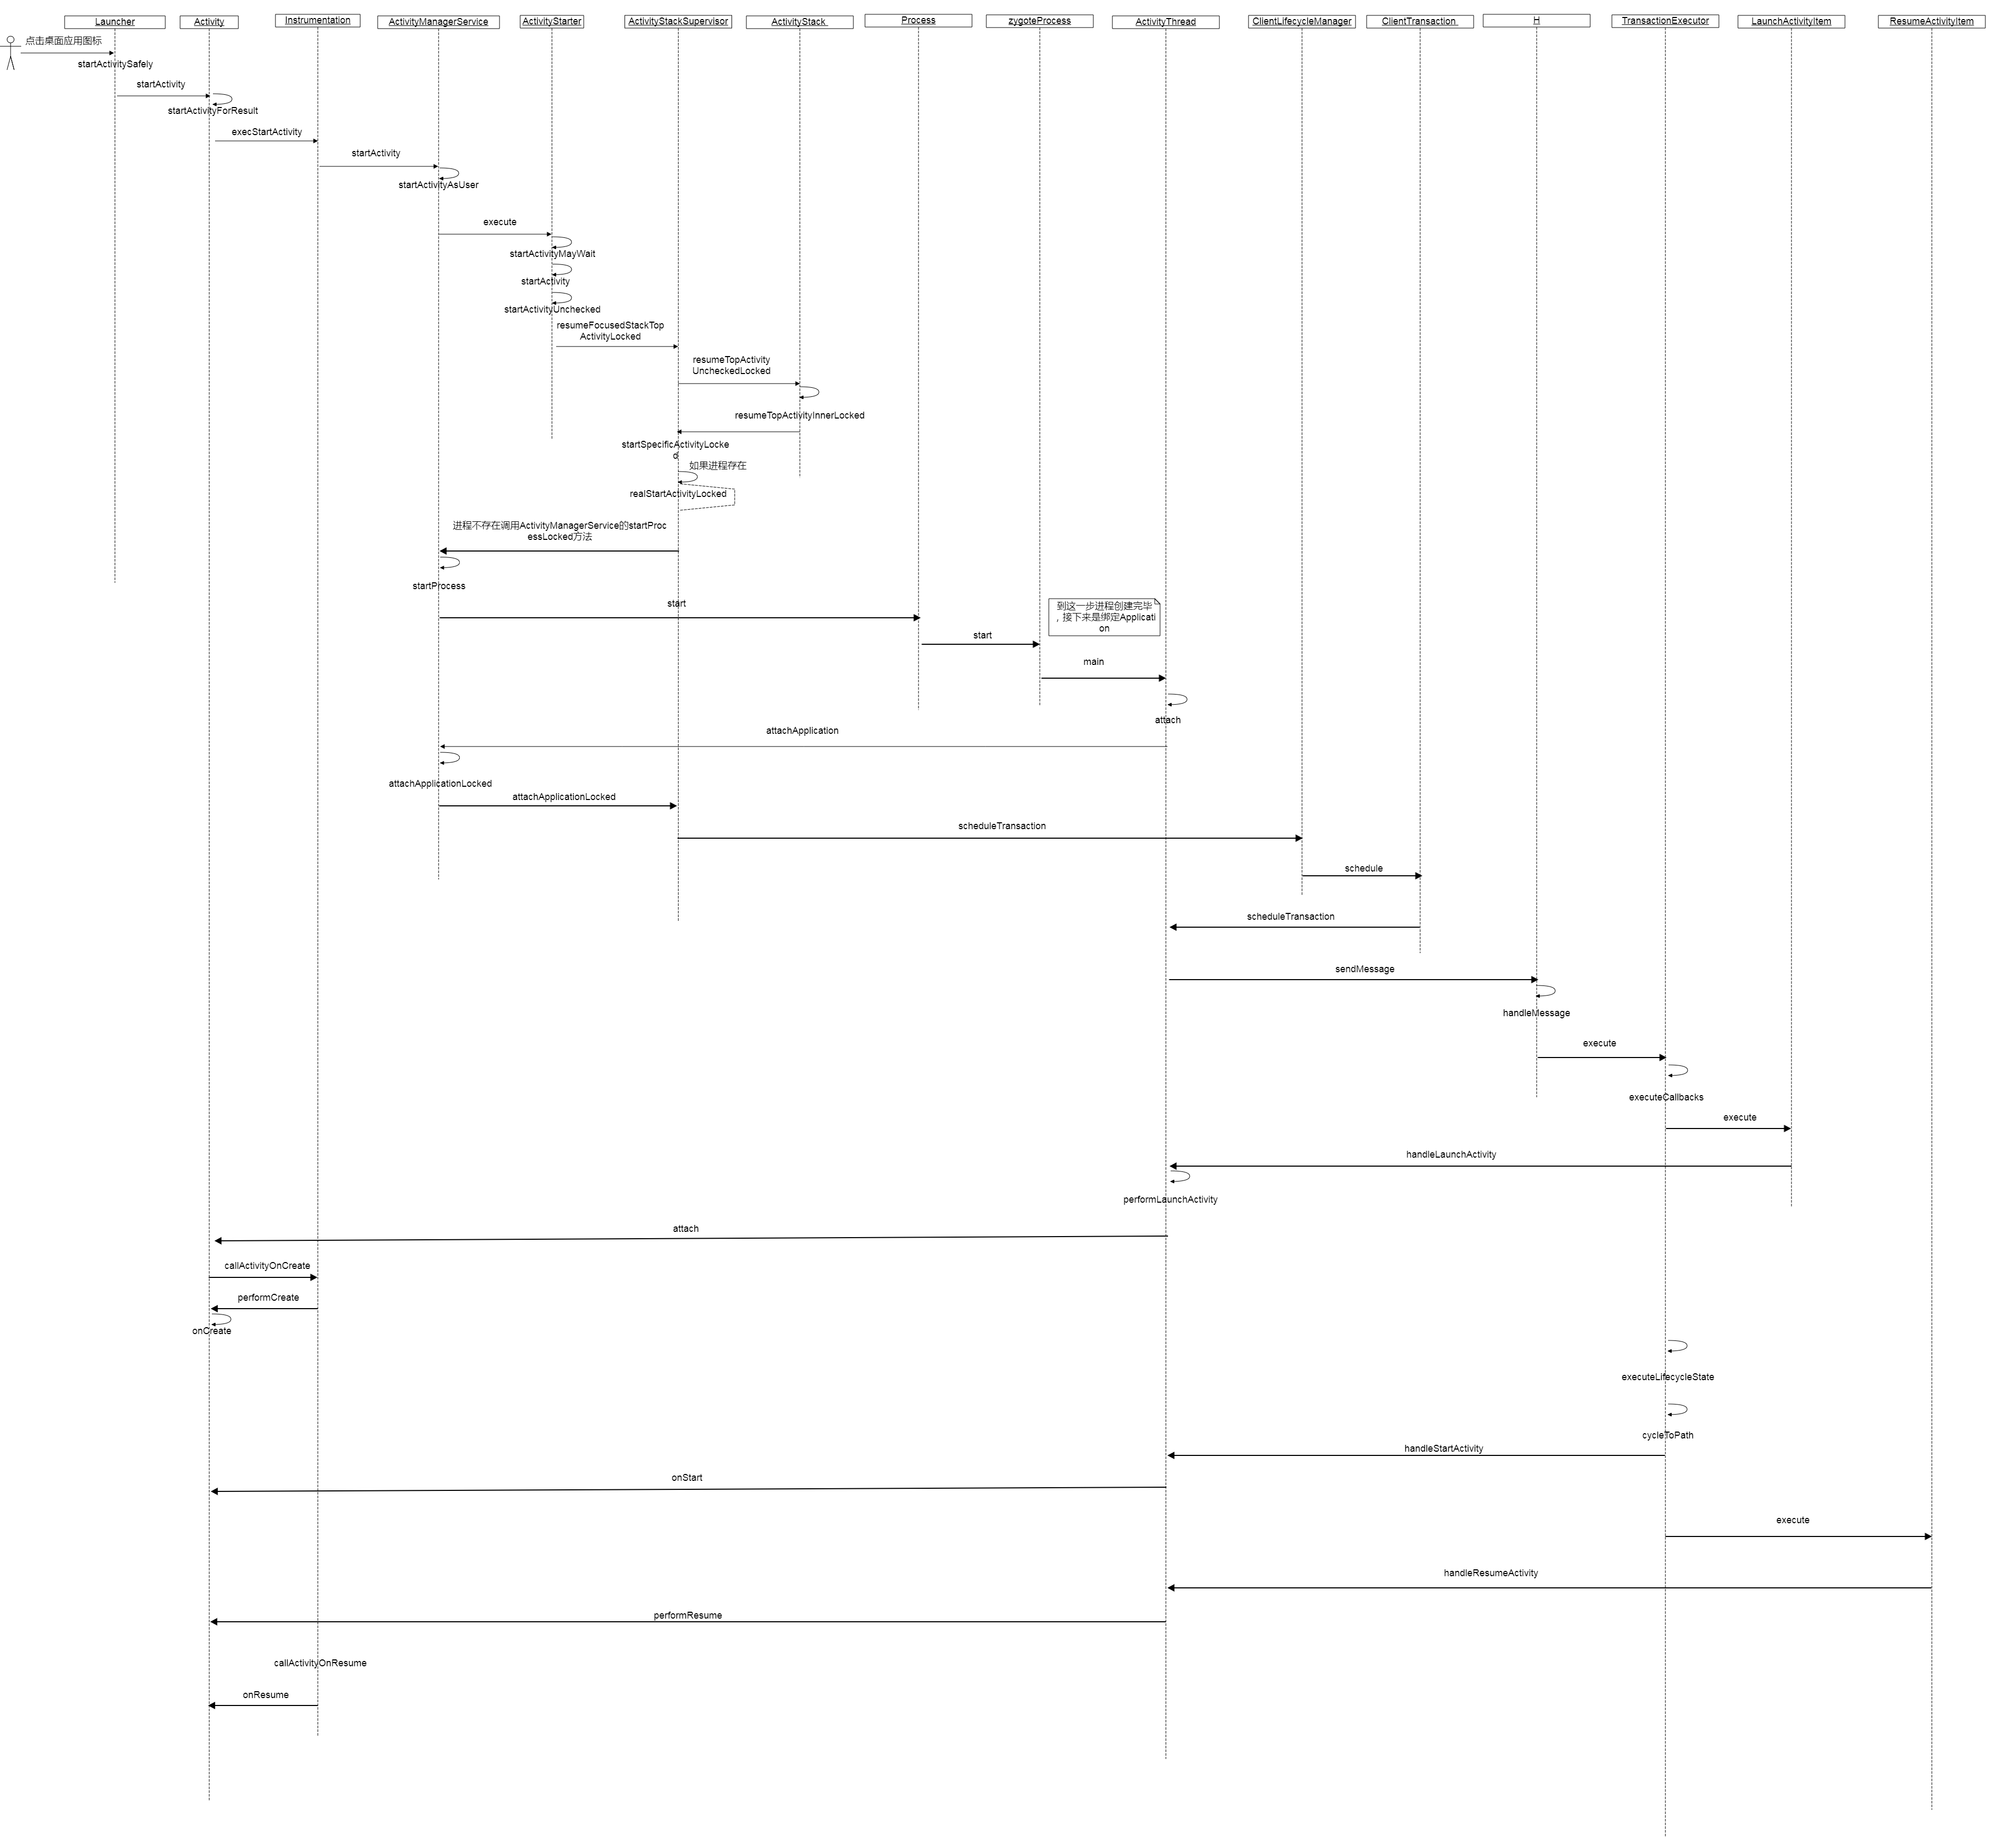 Launcher
Activity
Instrumentation
ActivityManagerService
ActivityStarter
ActivityStackSupervisor
ActivityStack
Process
zygoteProcess
ActivityThread
ClientLifecycleManager
ClientTransaction
H
TransactionExecutor
LaunchActivityItem
ResumeActivityItem
点击桌面应用图标
startActivitySafely
startActivity
startActivityForResult
execStartActivity
startActivity
startActivityAsUser
execute
startActivityMayWait
startActivity
startActivityUnchecked
resumeFocusedStackTop
ActivityLocked
resumeTopActivity
UncheckedLocked
resumeTopActivityInnerLocked
startSpecificActivityLocke
d
如果进程存在
realStartActivityLocked
进程不存在调用ActivityManagerService的startProc
essLocked方法
startProcess
start
到这一步进程创建完毕
，接下来是绑定Applicati
on
start
main
attach
attachApplication
attachApplicationLocked
attachApplicationLocked
scheduleTransaction
schedule
scheduleTransaction
sendMessage
handleMessage
execute
executeCallbacks
execute
handleLaunchActivity
performLaunchActivity
attach
callActivityOnCreate
performCreate
onCreate
executeLifecycleState
cycleToPath
handleStartActivity
onStart
execute
handleResumeActivity
performResume
callActivityOnResume
onResume